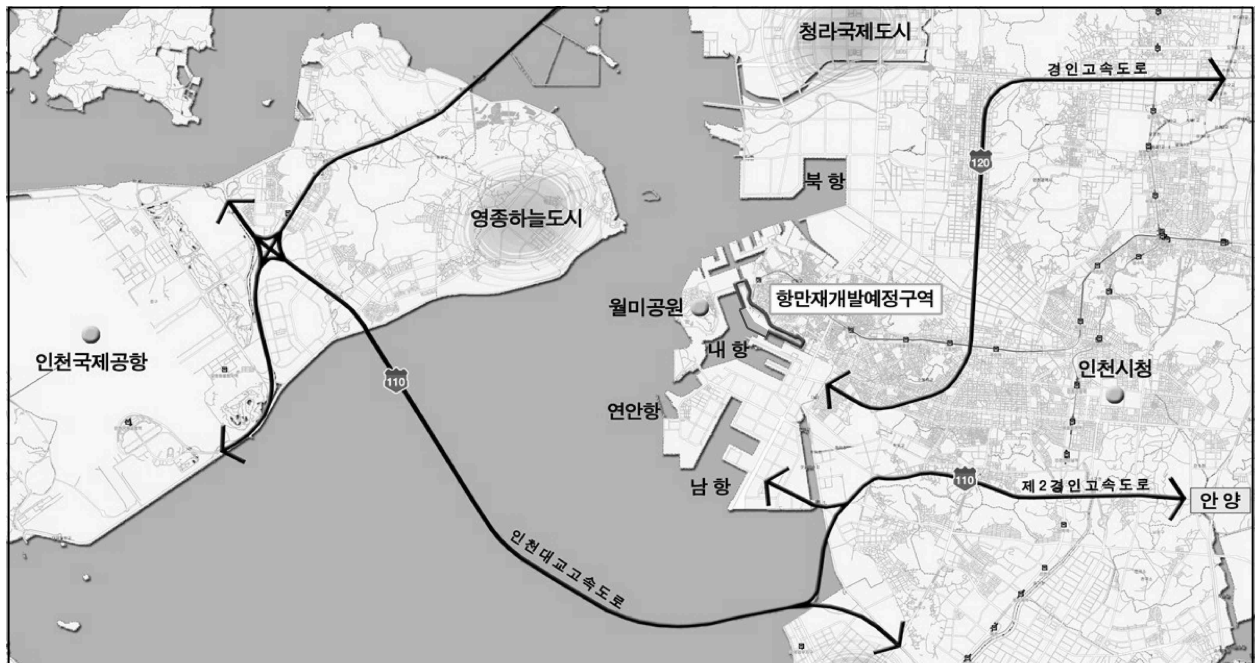 청라국제도시
경인고속도로
120
북 항
영종하늘도시
월미공원
항만재개발예정구역
인천국제공항
내 항
110
인천시청
연안항
남 항
110
제2경인고속도로
안 양
인천대교고속도로